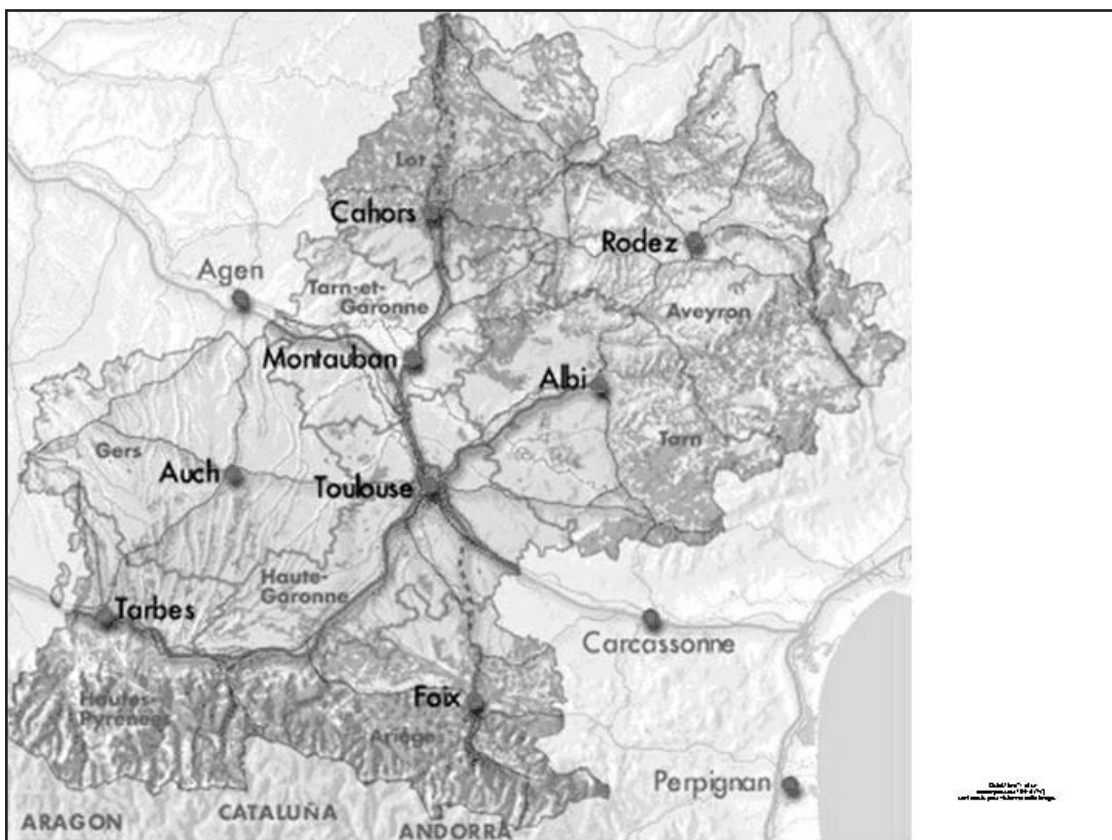 Lot
Cahors
Rodez
Agen
Tarn-et-
Garonne
Aveyron
Montauban
Albi
Gers
Tarn
Auch
Toulouse
Haute-
Garonne
Tarbes
Carcassonne
Foix
Hautes-
Pyrénées
Ariège
Perpignan
CATALUÑA
ARAGON
ANDORRA